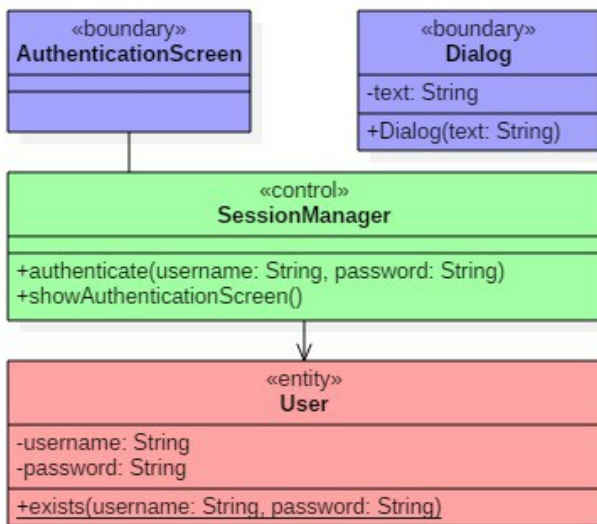 «boundary»
AuthenticationScreen
«boundary»
Dialog
-text: String
+Dialog(text: String)
«control»
SessionManager
+authenticate(username: String, password: String)
+showAuthenticationScreen()
«entity»
User
-username: String
-password: String
+exists(username: String, password: String)